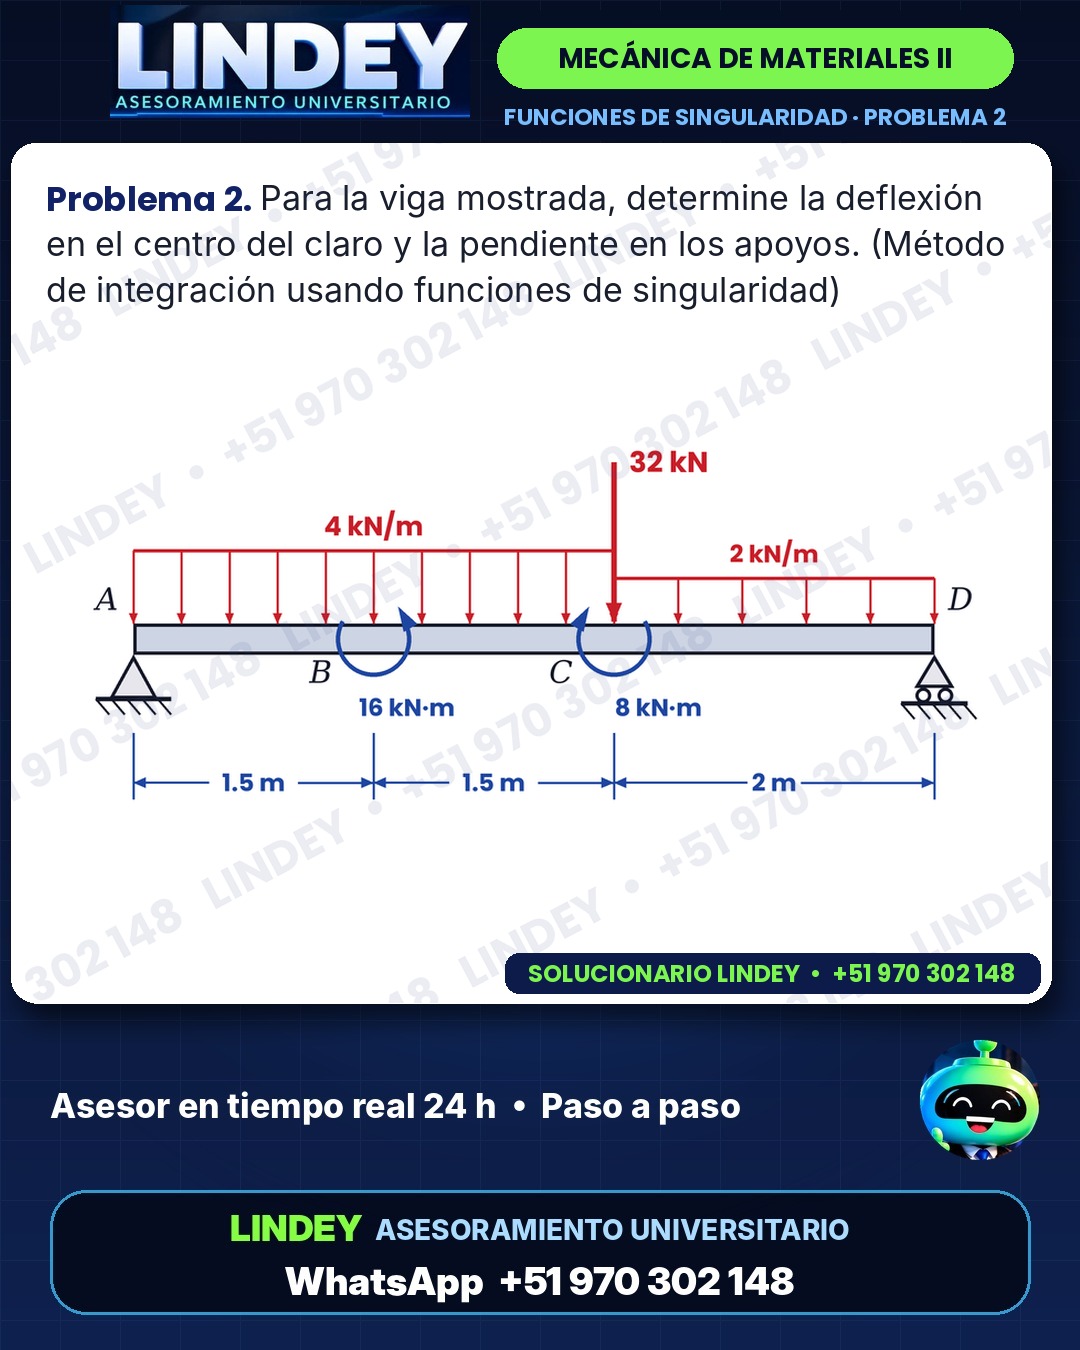 LINDEY
ASESORAMIENTO UNIVERSITARIO
MECÁNICA DE MATERIALES II
FUNCIONES DE SINGULARIDAD · PROBLEMA 2
Problema 2. Para la viga mostrada, determine la deflexión
en el centro del claro y la pendiente en los apoyos. (Método
de integración usando funciones de singularidad)
32 kN
4 kN/m
2 kN/m
A
D
B
C
16 kN·m
8 kN·m
1.5 m
1.5 m
2 m
SOLUCIONARIO LINDEY • +51 970 302 148
Asesor en tiempo real 24 h • Paso a paso
LINDEY ASESORAMIENTO UNIVERSITARIO
WhatsApp +51 970 302 148